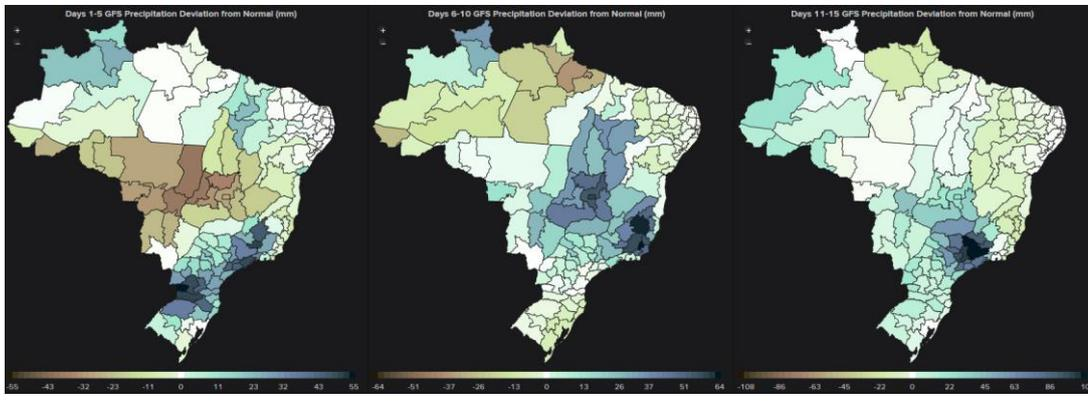 Days 1-5 GFS Precipitation Deviation from Normal (mm)
+
−
-55 -43 -32 -22 -11 0 11 22 32 43 55
Days 6-10 GFS Precipitation Deviation from Normal (mm)
+
−
-64 -51 -37 -26 -13 0 13 26 37 51 64
Days 11-15 GFS Precipitation Deviation from Normal (mm)
+
−
-108 -86 -63 -45 -22 0 22 45 63 86 10